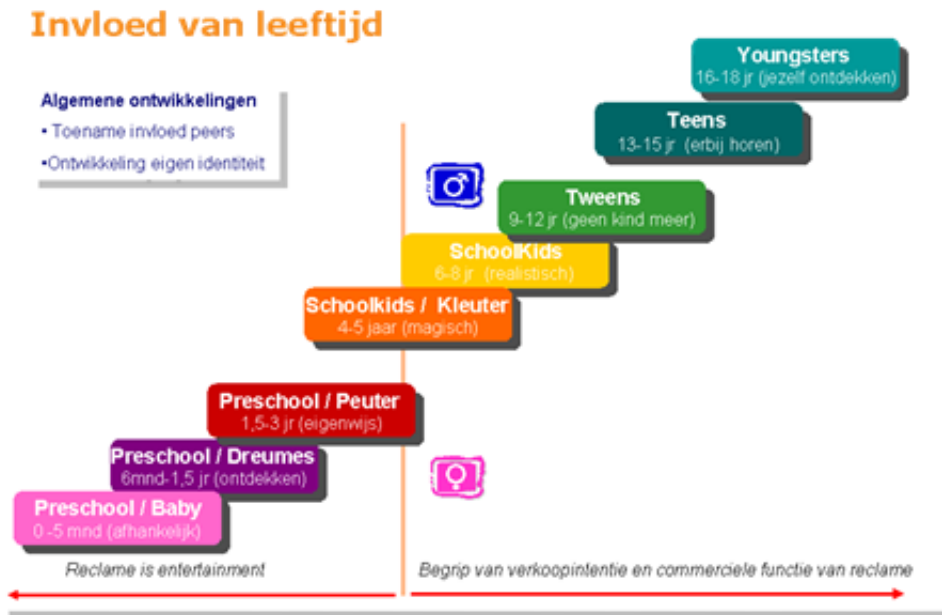 Invloed van leeftijd
Algemene ontwikkelingen
• Toename invloed peers
•Ontwikkeling eigen identiteit
Youngsters
16-18 jr (jezelf ontdekken)
Teens
13-15 jr (erbij horen)
Tweens
9-12 jr (geen kind meer)
SchoolKids
6-8 jr (realistisch)
Schoolkids / Kleuter
4-5 jaar (magisch)
Preschool / Peuter
1,5-3 jr (eigenwijs)
Preschool / Dreumes
6mnd-1,5 jr (ontdekken)
Preschool / Baby
0 -5 mnd (afhankelijk)
Reclame is entertainment
Begrip van verkoopintentie en commerciele functie van reclame